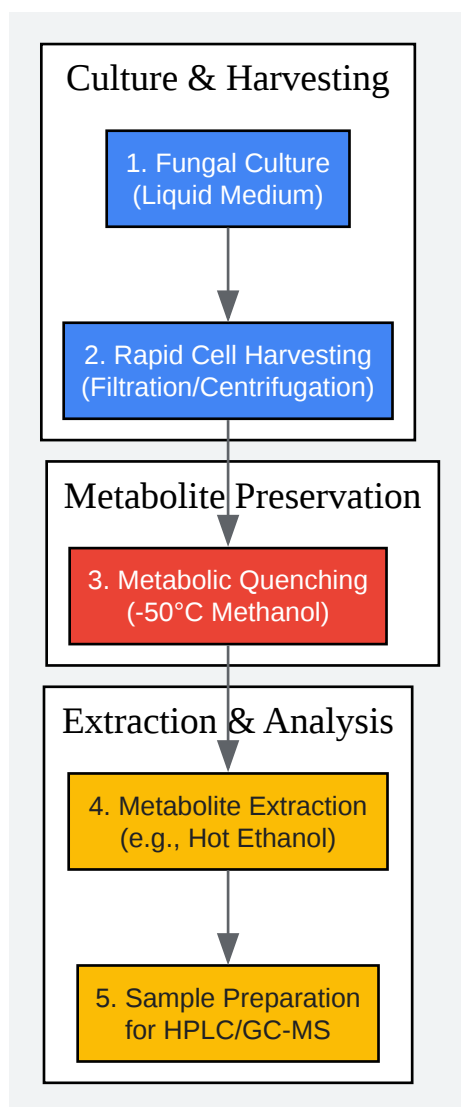 Culture & Harvesting
1. Fungal Culture
(Liquid Medium)
2. Rapid Cell Harvesting
(Filtration/Centrifugation)
Metabolite Preservation
3. Metabolic Quenching
(-50°C Methanol)
Extraction & Analysis
4. Metabolite Extraction
(e.g., Hot Ethanol)
5. Sample Preparation
for HPLC/GC-MS